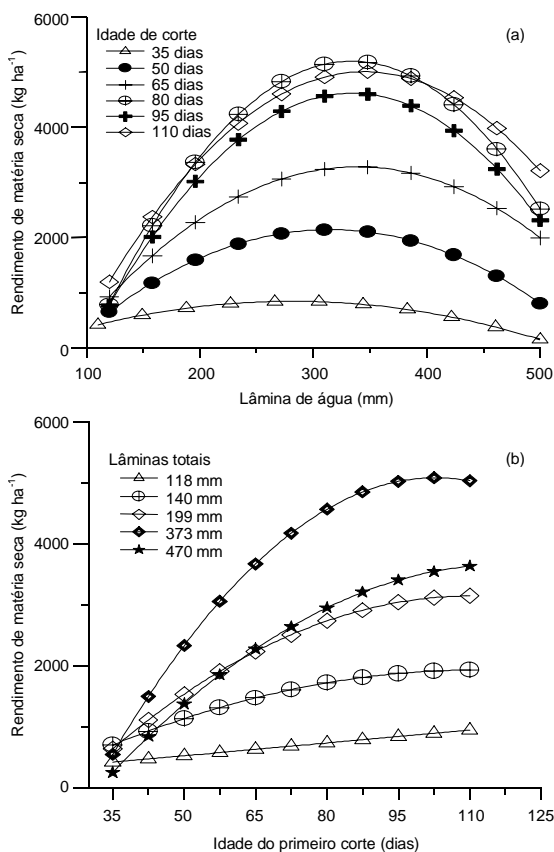 (a)
Idade de corte
35 dias
50 dias
65 dias
80 dias
95 dias
110 dias
Rendimento de matéria seca (kg ha⁻¹)
6000
4000
2000
0
100
200
300
400
500
Lâmina de água (mm)
(b)
Lâminas totais
118 mm
140 mm
199 mm
373 mm
470 mm
Rendimento de matéria seca (kg ha⁻¹)
6000
4000
2000
0
35
50
65
80
95
110
125
Idade do primeiro corte (dias)